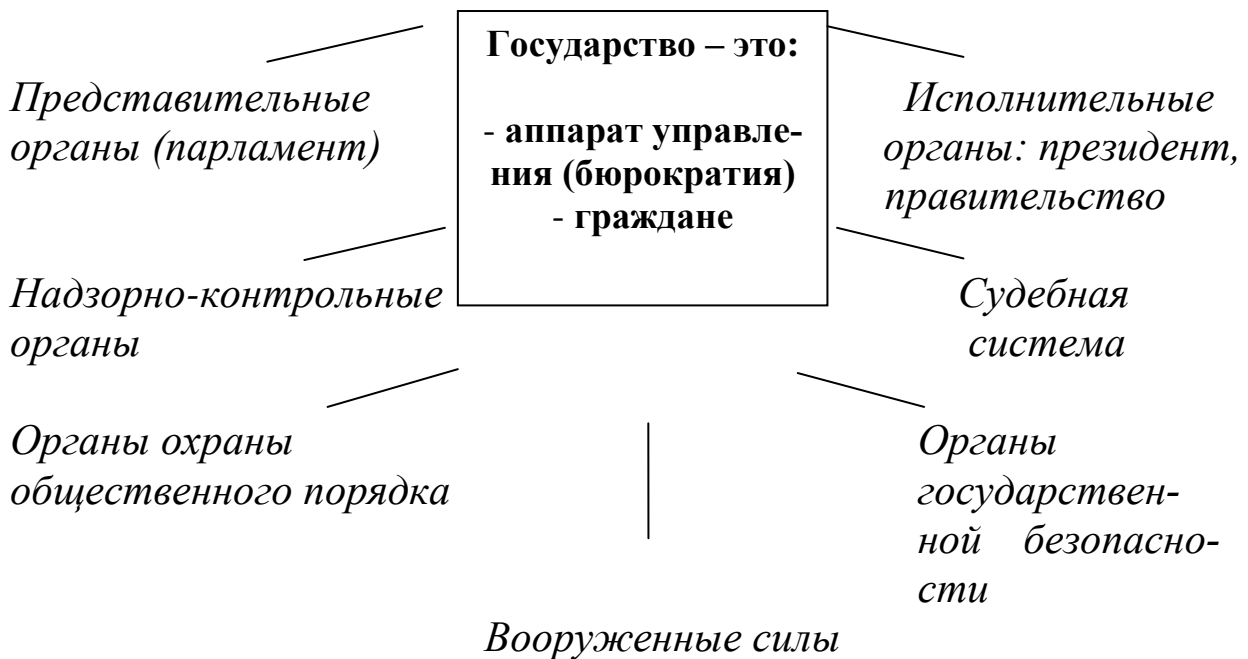 Государство – это:
- аппарат управле-
ния (бюрократия)
- граждане
Представительные
органы (парламент)
Исполнительные
органы: президент,
правительство
Надзорно-контрольные
органы
Судебная
система
Органы охраны
общественного порядка
Органы
государствен-
ной безопасно-
сти
Вооруженные силы